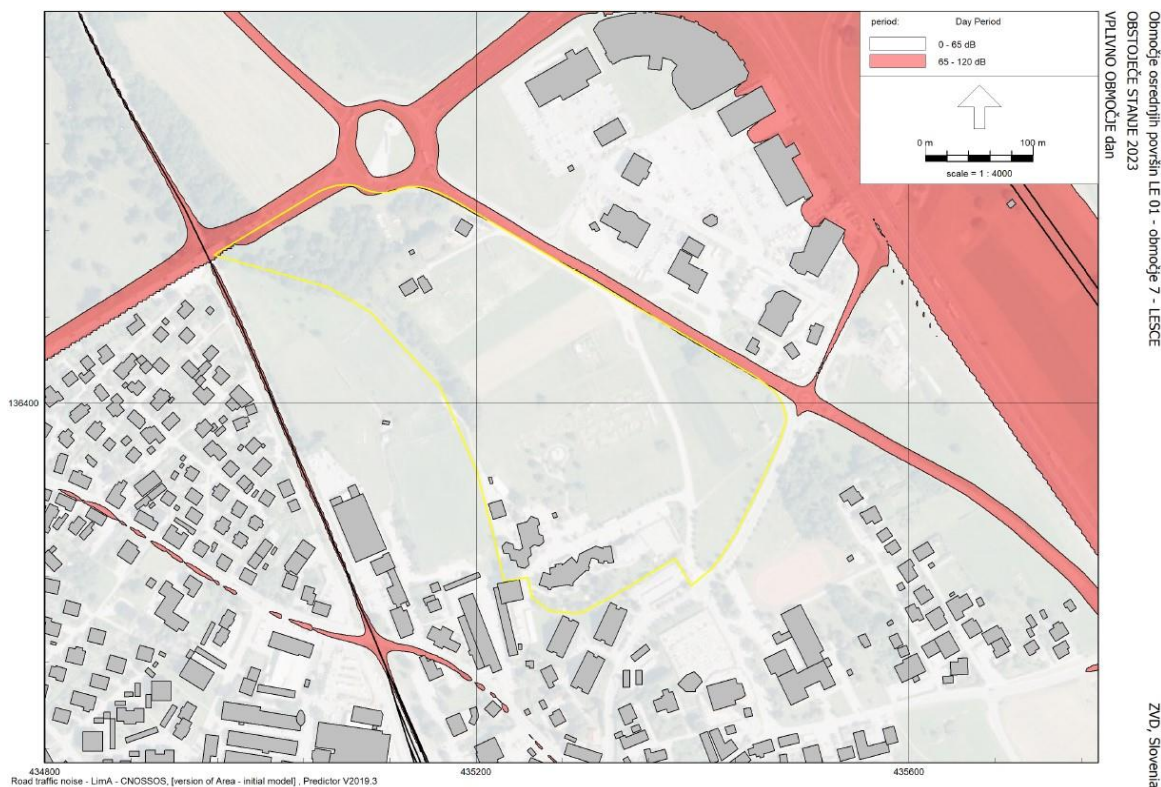 period: Day Period
0 - 65 dB
65 - 120 dB
0 m 100 m
scale = 1 : 4000
Območje osrednjih površin LE 01 - območje 7 - LESCE
OBSTOJEČE STANJE 2023
VPLIVNO OBMOČJE dan
ZVD, Slovenia
136400
434800 435200 435600
Road traffic noise - LimA - CNOSSOS, [version of Area - initial model] , Predictor V2019.3